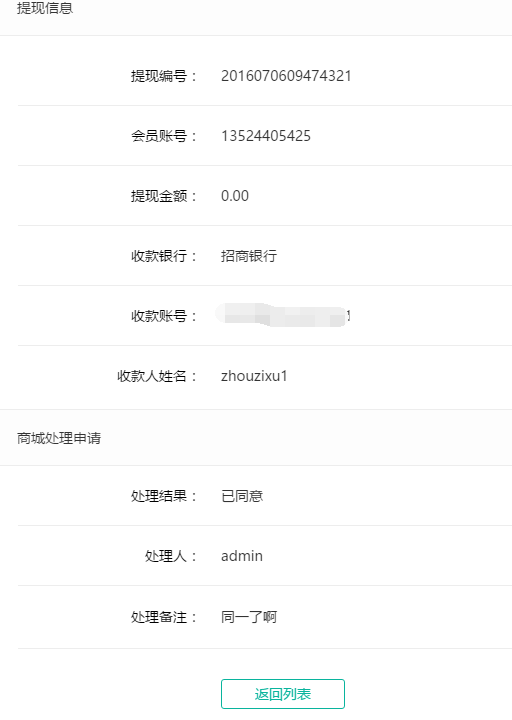 提现信息
提现编号： 2016070609474321
会员账号： 13524405425
提现金额： 0.00
收款银行： 招商银行
收款账号：
收款人姓名： zhouzixu1
商城处理申请
处理结果： 已同意
处理人： admin
处理备注： 同一了啊
返回列表